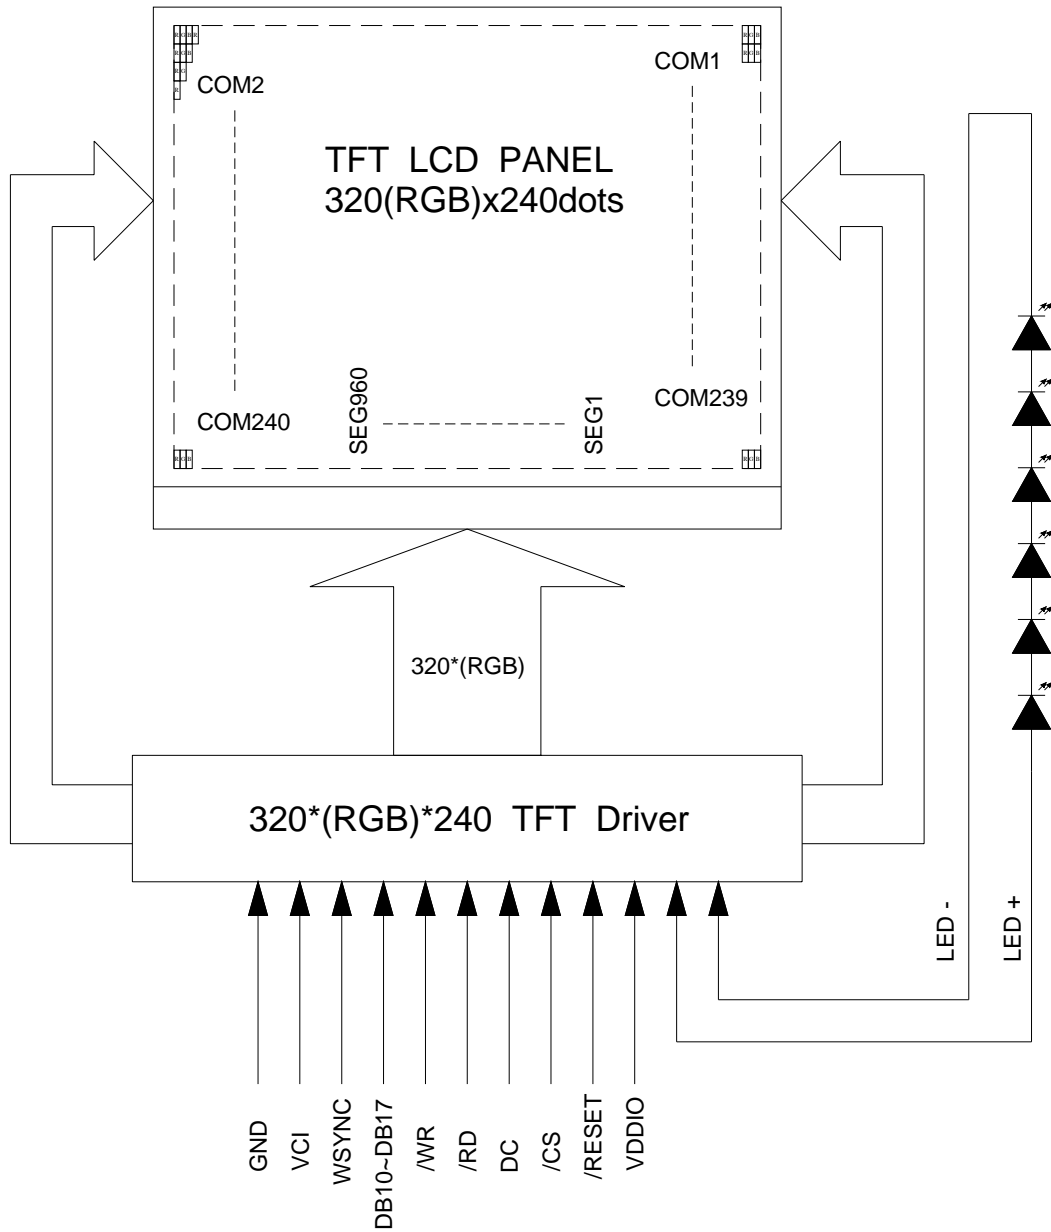 R G B R
R G B
R G
R
R G B
R G B
COM2
COM1
TFT LCD PANEL
320(RGB)x240dots
COM240
SEG960
SEG1
COM239
R G B
R G B
320*(RGB)
320*(RGB)*240 TFT Driver
LED -
LED +
GND
VCI
WSYNC
DB10~DB17
/WR
/RD
DC
/CS
/RESET
VDDIO